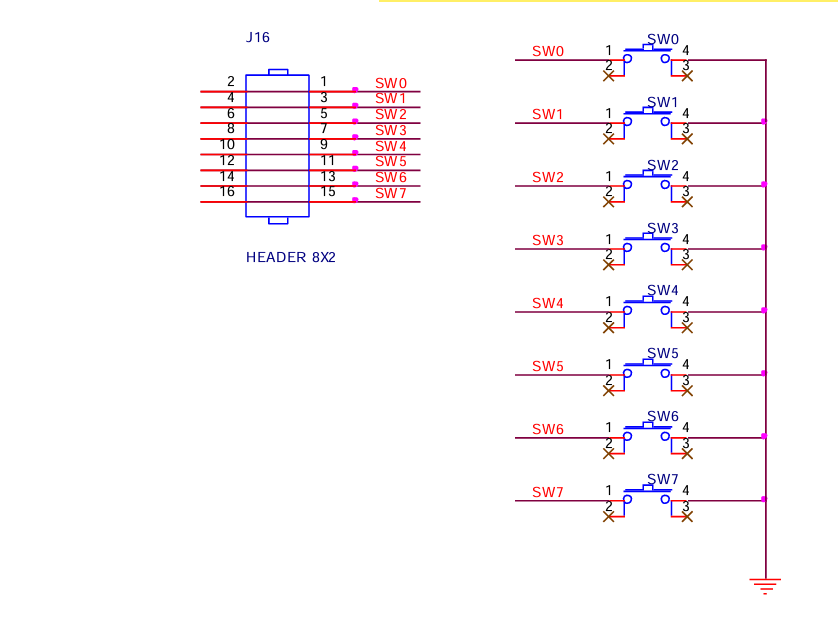 J16
2 1 SW0
4 3 SW1
6 5 SW2
8 7 SW3
10 9 SW4
12 11 SW5
14 13 SW6
16 15 SW7
HEADER 8X2
SW0
SW0 1 4
2 3
SW1
SW1 1 4
2 3
SW2
SW2 1 4
2 3
SW3
SW3 1 4
2 3
SW4
SW4 1 4
2 3
SW5
SW5 1 4
2 3
SW6
SW6 1 4
2 3
SW7
SW7 1 4
2 3